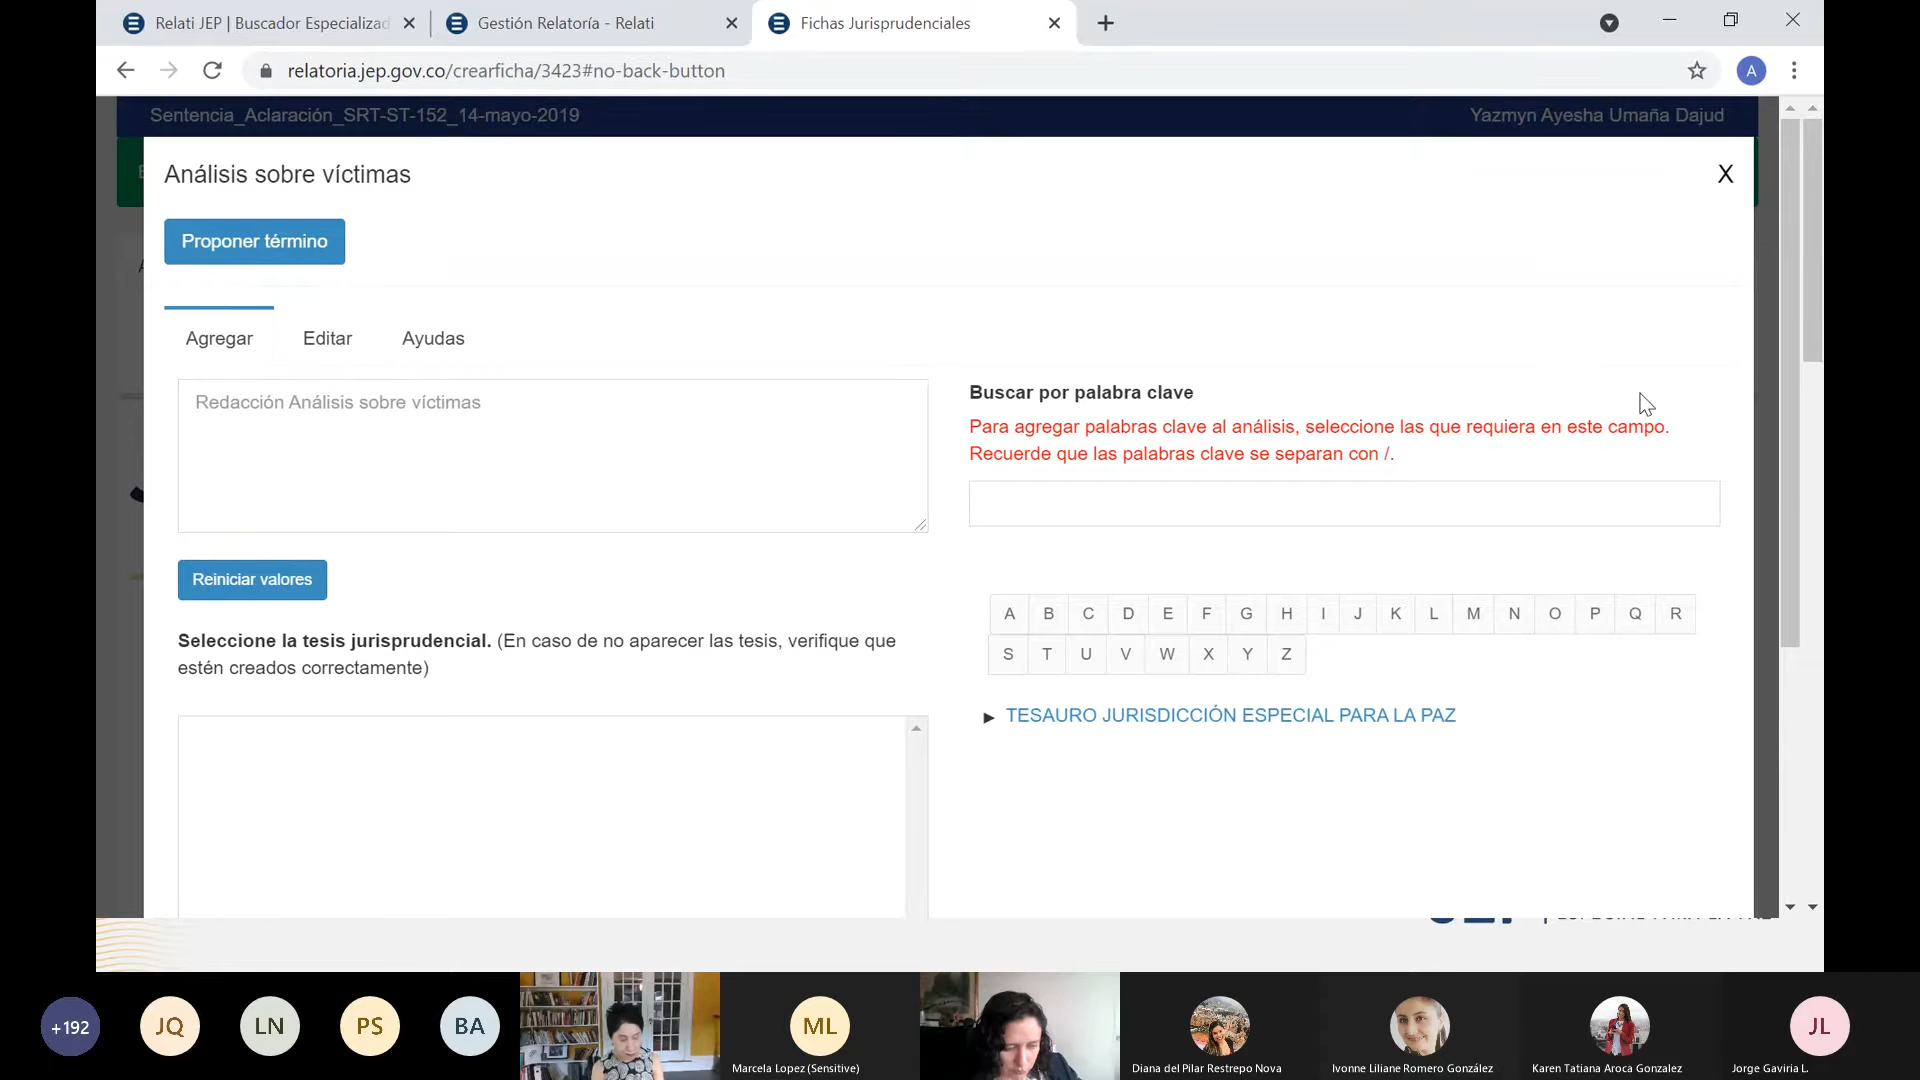 Relati JEP | Buscador Especializad
Gestión Relatoría - Relati
Fichas Jurisprudenciales
relatoria.jep.gov.co/crearficha/3423#no-back-button
A
Sentencia_Aclaración_SRT-ST-152_14-mayo-2019
Yazmyn Ayesha Umaña Dajud
Análisis sobre víctimas
X
Proponer término
Agregar
Editar
Ayudas
Redacción Análisis sobre víctimas
Buscar por palabra clave
Para agregar palabras clave al análisis, seleccione las que requiera en este campo.
Recuerde que las palabras clave se separan con /.
Reiniciar valores
A B C D E F G H I J K L M N O P Q R
S T U V W X Y Z
Seleccione la tesis jurisprudencial. (En caso de no aparecer las tesis, verifique que
estén creados correctamente)
TESAURO JURISDICCIÓN ESPECIAL PARA LA PAZ
+192
JQ
LN
PS
BA
ML
JL
Marcela Lopez (Sensitive)
Diana del Pilar Restrepo Nova
Ivonne Liliane Romero González
Karen Tatiana Aroca Gonzalez
Jorge Gaviria L.